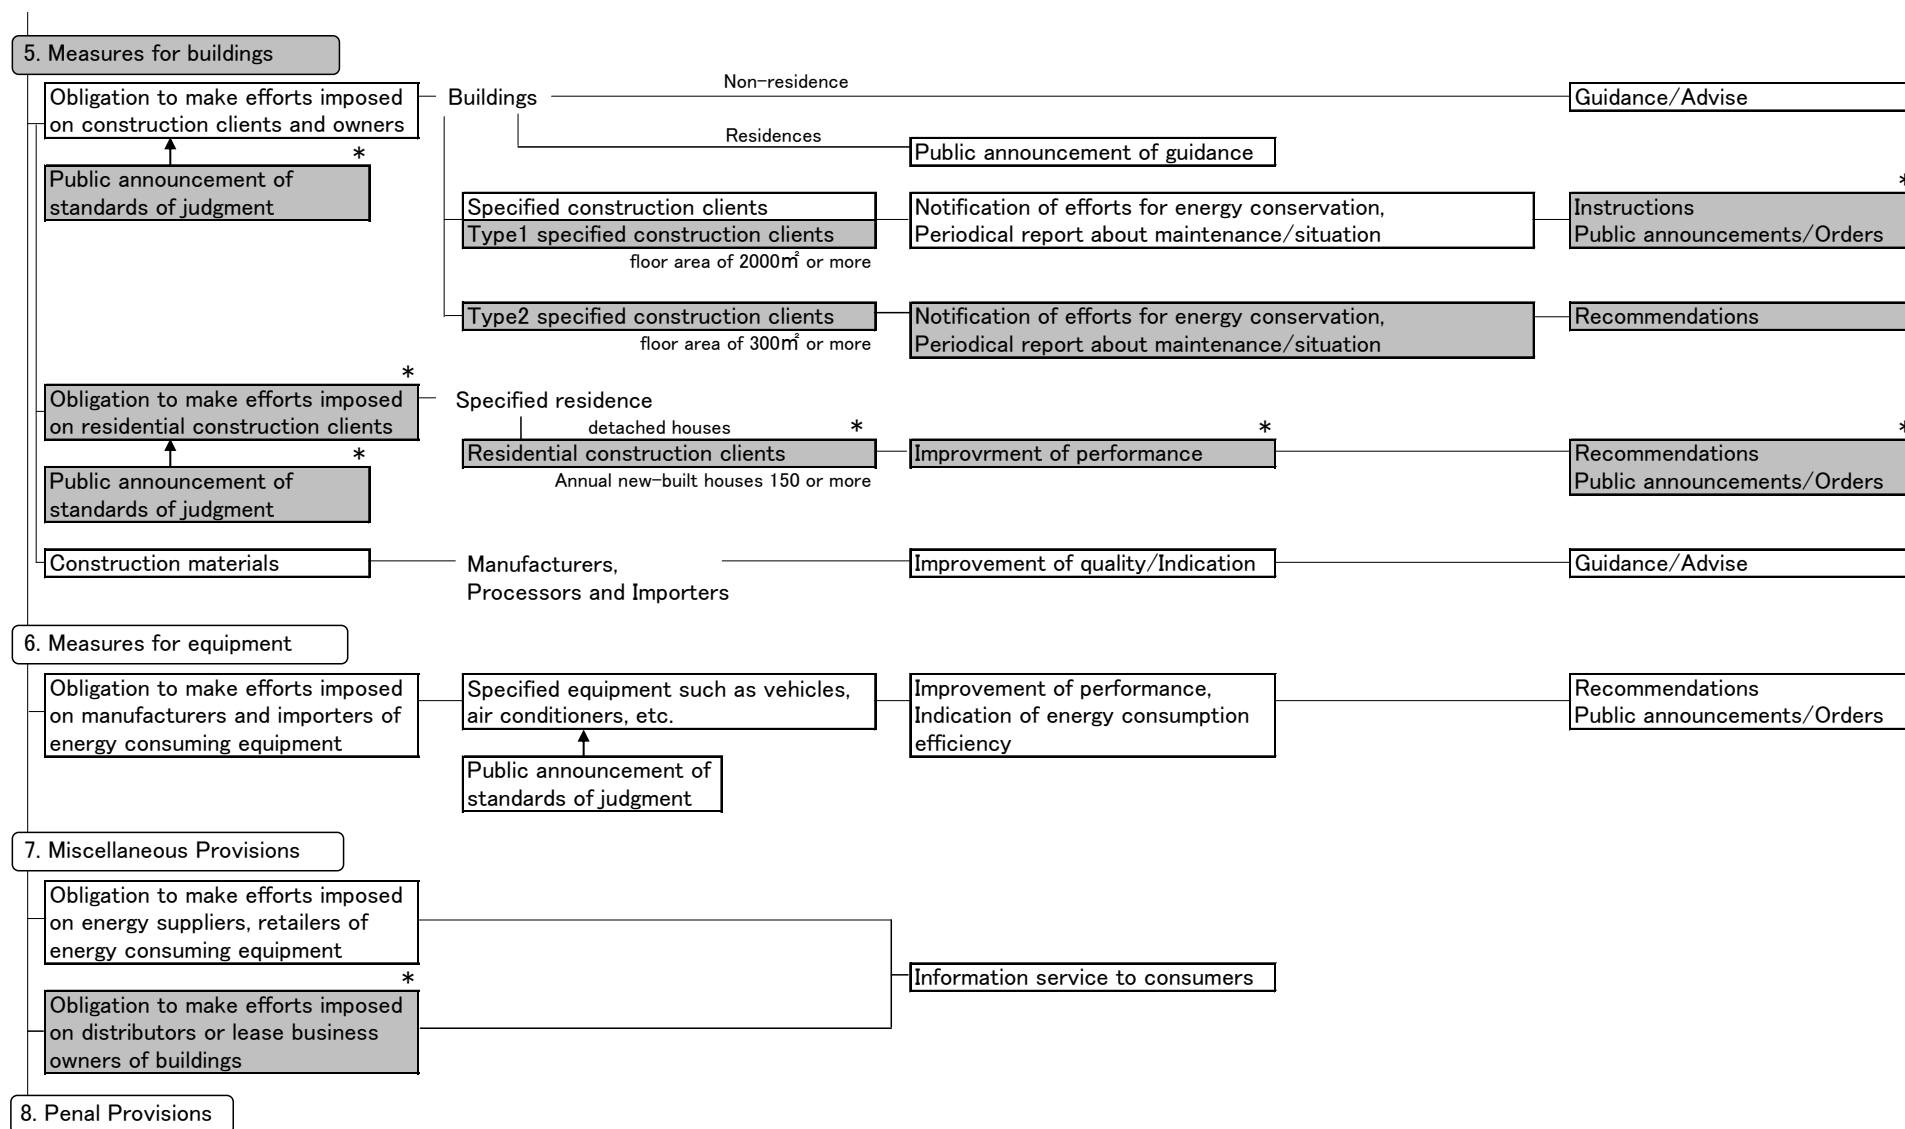 5. Measures for buildings
Obligation to make efforts imposed
on construction clients and owners
Buildings
Non-residence
Guidance/Advise
Residences
Public announcement of guidance
*
Public announcement of
standards of judgment
Specified construction clients
Type1 specified construction clients
floor area of 2000㎡ or more
Notification of efforts for energy conservation,
Periodical report about maintenance/situation
*
Instructions
Public announcements/Orders
Type2 specified construction clients
floor area of 300㎡ or more
Notification of efforts for energy conservation,
Periodical report about maintenance/situation
Recommendations
*
Obligation to make efforts imposed
on residential construction clients
Specified residence
detached houses
*
Residential construction clients
Annual new-built houses 150 or more
*
Improvrment of performance
*
Recommendations
Public announcements/Orders
*
Public announcement of
standards of judgment
Construction materials
Manufacturers,
Processors and Importers
Improvement of quality/Indication
Guidance/Advise
6. Measures for equipment
Obligation to make efforts imposed
on manufacturers and importers of
energy consuming equipment
Specified equipment such as vehicles,
air conditioners, etc.
Improvement of performance,
Indication of energy consumption
efficiency
Recommendations
Public announcements/Orders
Public announcement of
standards of judgment
7. Miscellaneous Provisions
Obligation to make efforts imposed
on energy suppliers, retailers of
energy consuming equipment
Information service to consumers
*
Obligation to make efforts imposed
on distributors or lease business
owners of buildings
8. Penal Provisions